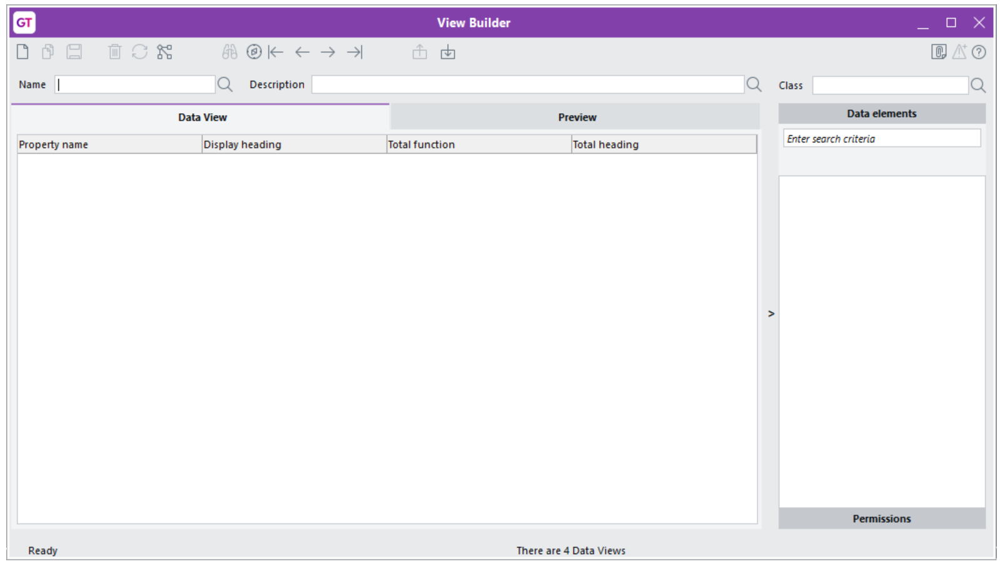 GT
View Builder
Name
Description
Class
Data View
Preview
Data elements
Property name
Display heading
Total function
Total heading
Enter search criteria
>
Permissions
Ready
There are 4 Data Views